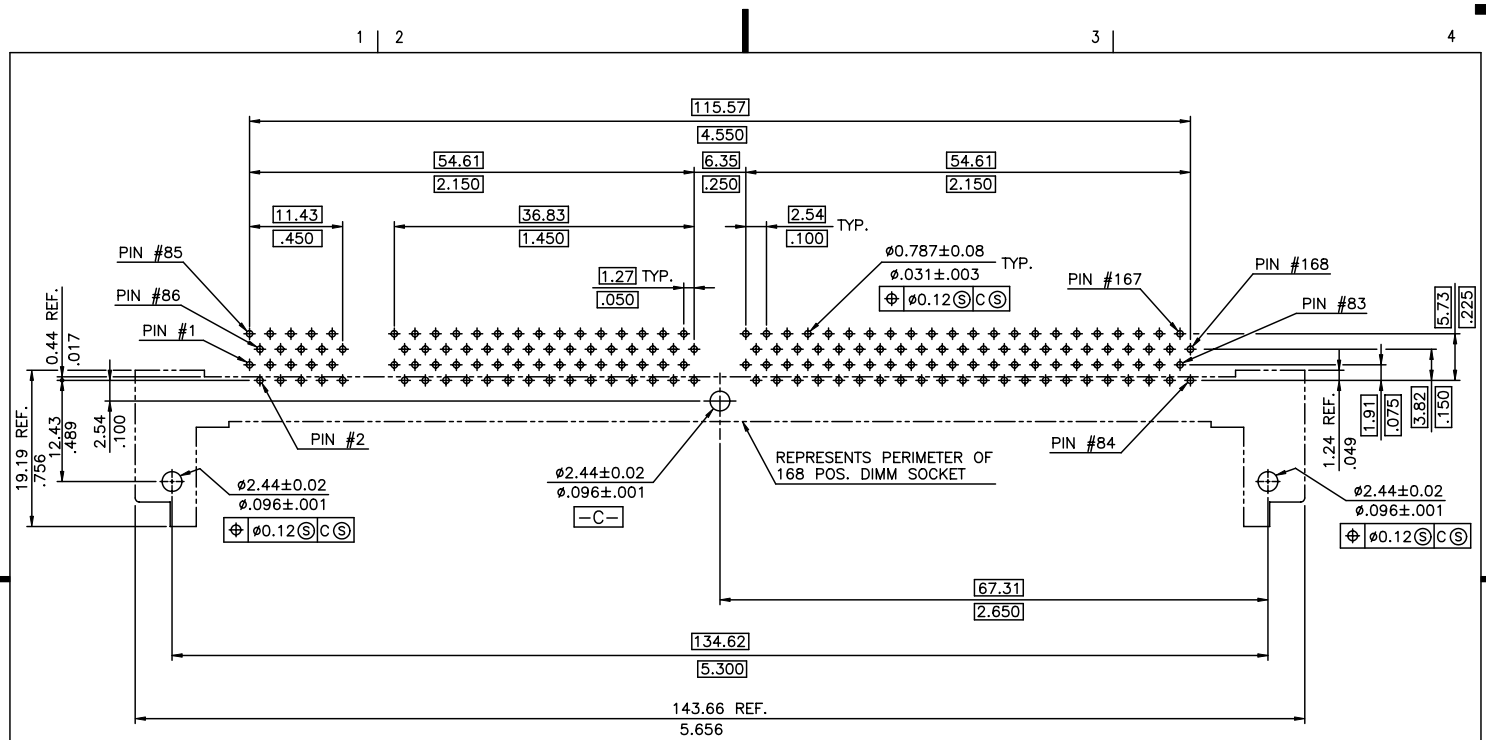 1 2 3 4
115.57
4.550
54.61
2.150
6.35
.250
54.61
2.150
11.43
.450
36.83
1.450
2.54 TYP.
.100
1.27 TYP.
.050
ø0.787±0.08 TYP.
ø.031±.003
⌖ ø0.12Ⓢ CⓈ
PIN #85
PIN #86
PIN #1
PIN #2
PIN #167
PIN #168
PIN #83
PIN #84
0.44 REF.
.017
19.19 REF.
.756
12.43
.489
2.54
.100
5.73
.225
3.82
.150
1.91
.075
1.24 REF.
.049
ø2.44±0.02
ø.096±.001
⌖ ø0.12Ⓢ CⓈ
ø2.44±0.02
ø.096±.001
-C-
REPRESENTS PERIMETER OF
168 POS. DIMM SOCKET
ø2.44±0.02
ø.096±.001
⌖ ø0.12Ⓢ CⓈ
67.31
2.650
134.62
5.300
143.66 REF.
5.656